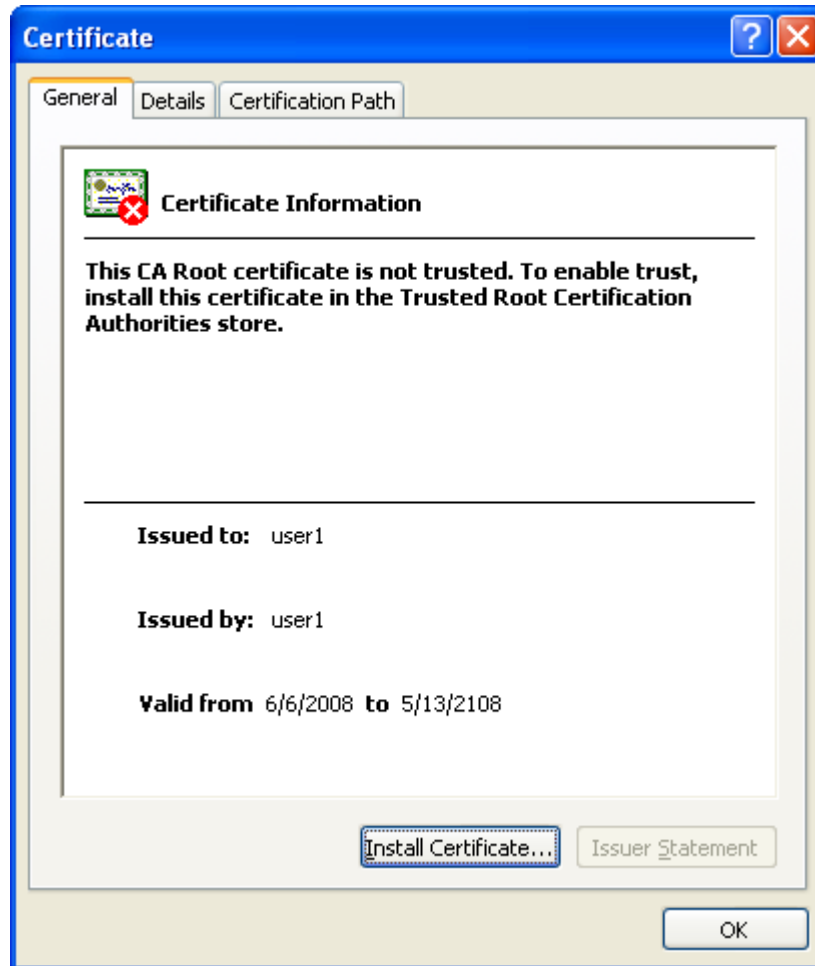 Certificate
General
Details
Certification Path
Certificate Information
This CA Root certificate is not trusted. To enable trust,
install this certificate in the Trusted Root Certification
Authorities store.
Issued to: user1
Issued by: user1
Valid from 6/6/2008 to 5/13/2108
Install Certificate...
Issuer Statement
OK